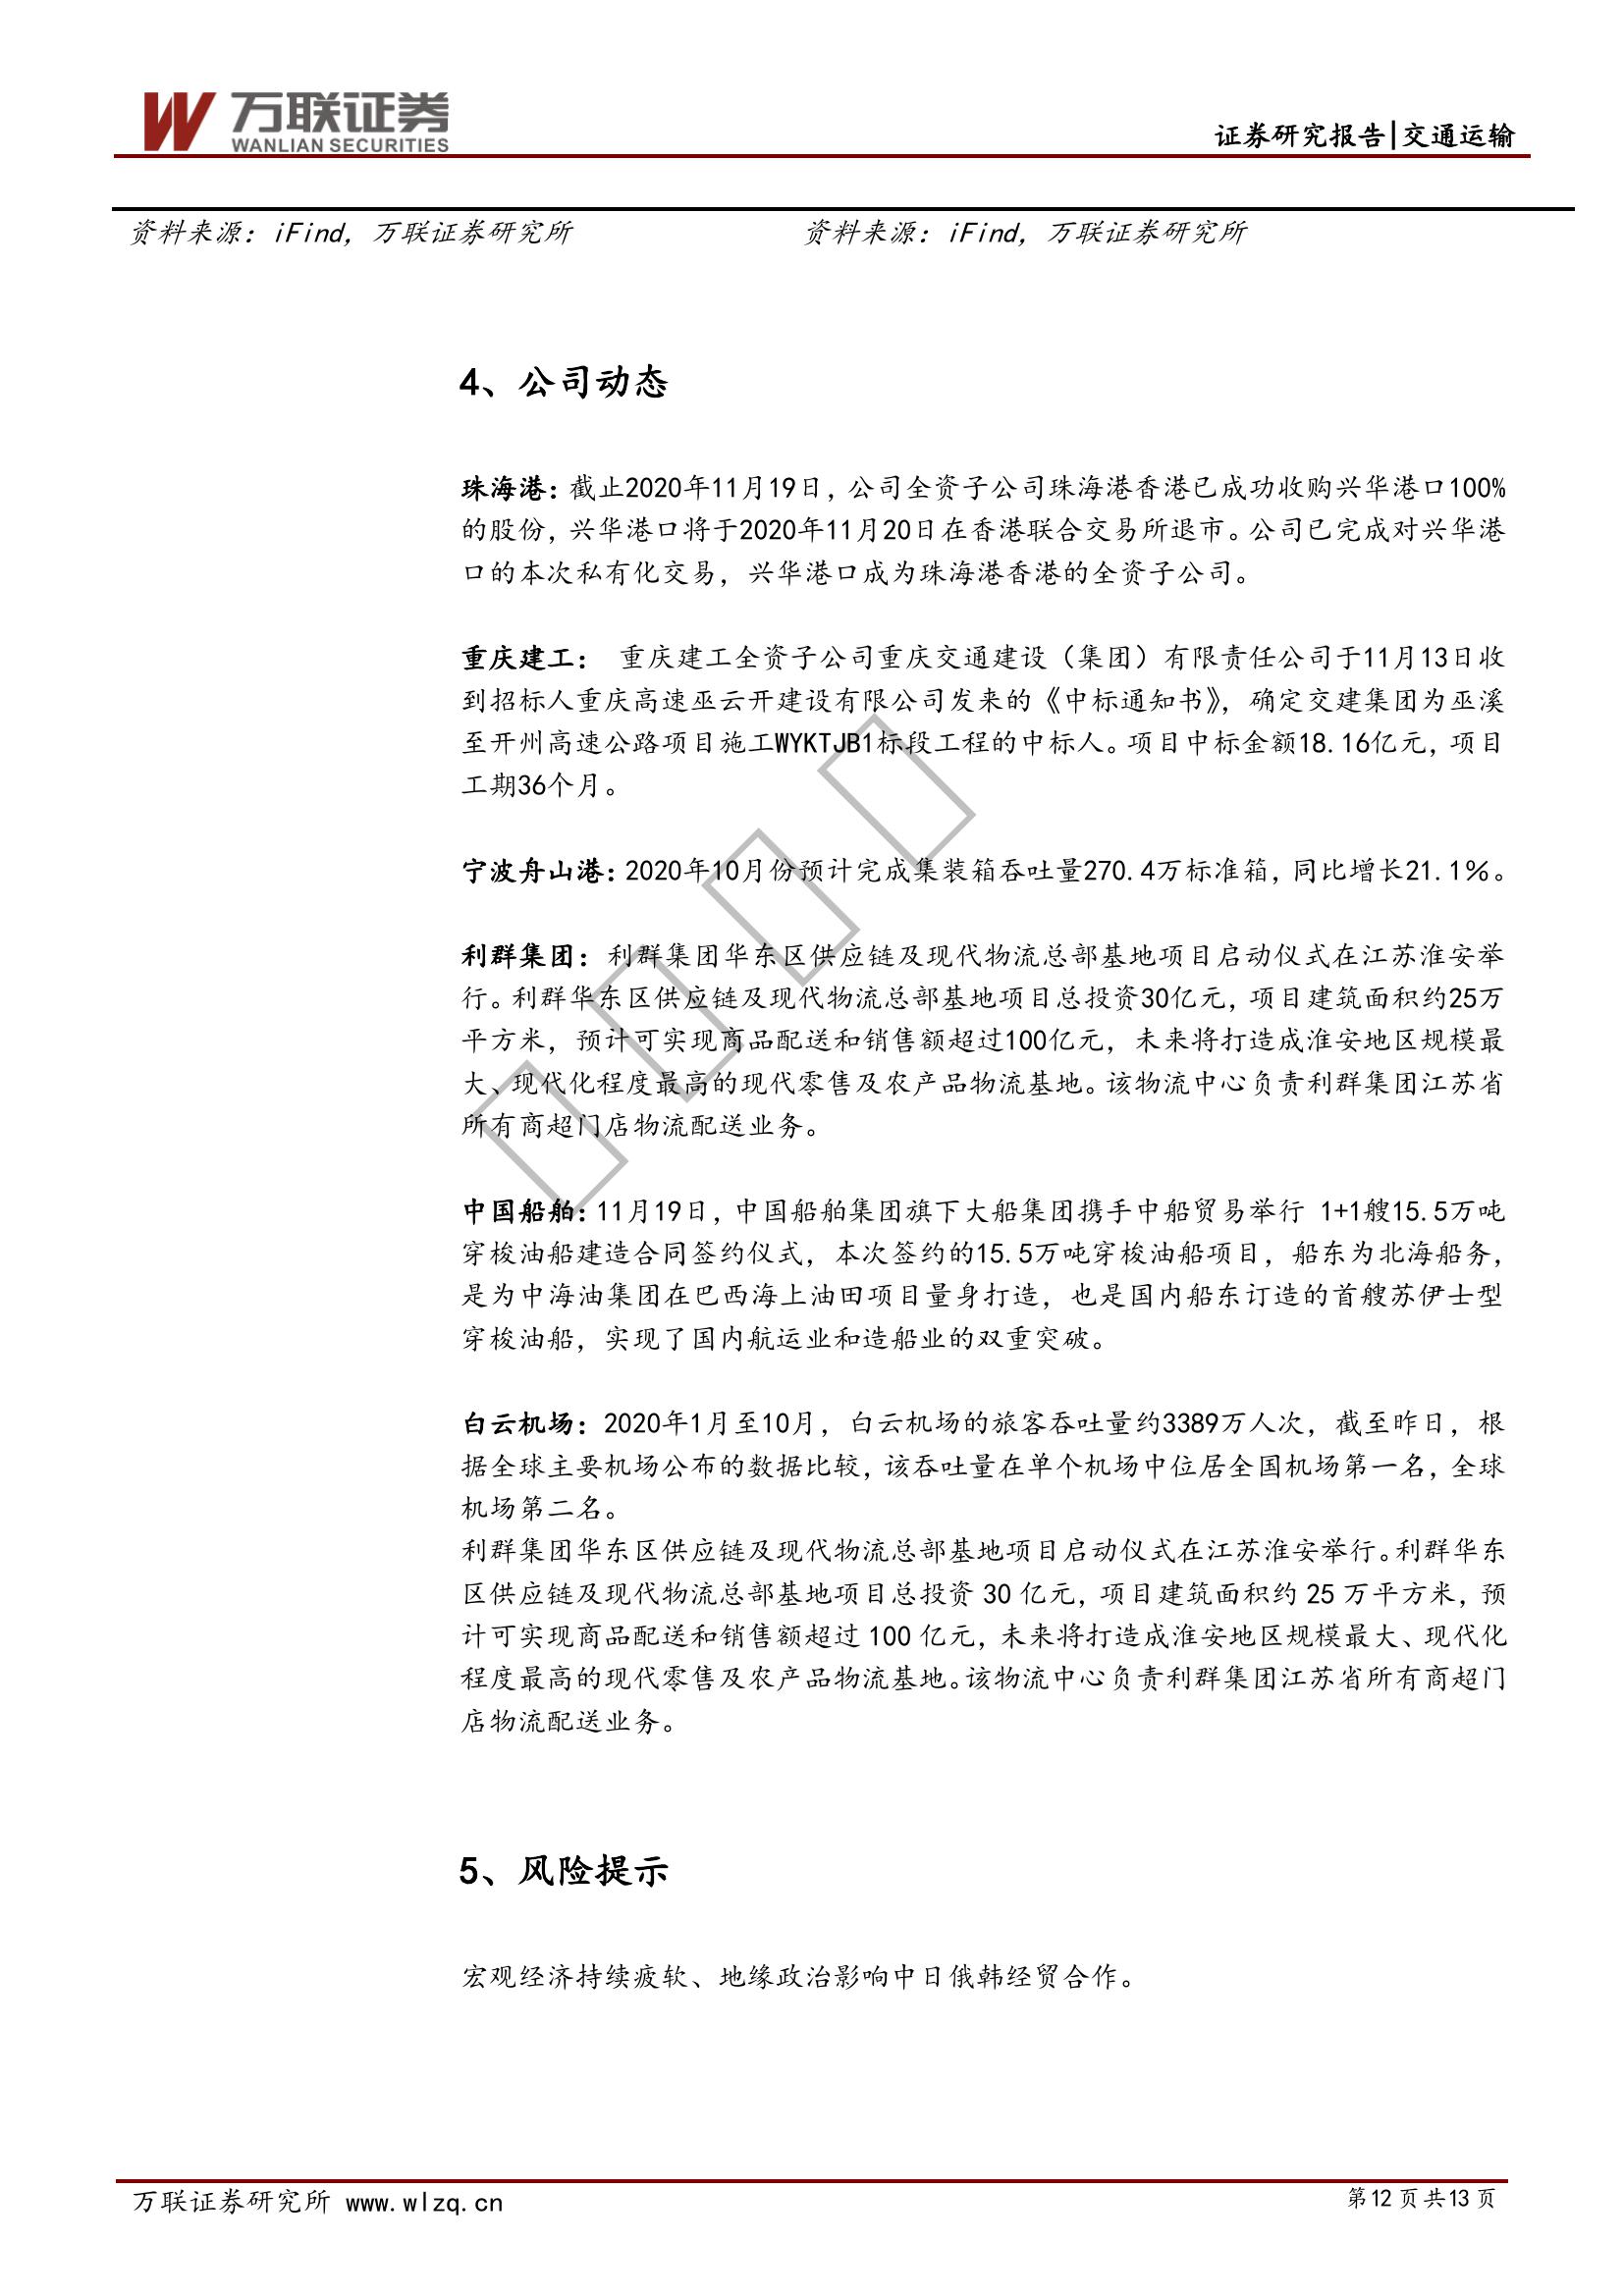 万联证券
WANLIAN SECURITIES
证券研究报告|交通运输
资料来源：iFind，万联证券研究所
资料来源：iFind，万联证券研究所
4、公司动态
珠海港：截止2020年11月19日，公司全资子公司珠海港香港已成功收购兴华港口100%
的股份，兴华港口将于2020年11月20日在香港联合交易所退市。公司已完成对兴华港
口的本次私有化交易，兴华港口成为珠海港香港的全资子公司。
重庆建工： 重庆建工全资子公司重庆交通建设（集团）有限责任公司于11月13日收
到招标人重庆高速巫云开建设有限公司发来的《中标通知书》，确定交建集团为巫溪
至开州高速公路项目施工WYKTJB1标段工程的中标人。项目中标金额18.16亿元，项目
工期36个月。
宁波舟山港：2020年10月份预计完成集装箱吞吐量270.4万标准箱，同比增长21.1%。
利群集团：利群集团华东区供应链及现代物流总部基地项目启动仪式在江苏淮安举
行。利群华东区供应链及现代物流总部基地项目总投资30亿元，项目建筑面积约25万
平方米，预计可实现商品配送和销售额超过100亿元，未来将打造成淮安地区规模最
大、现代化程度最高的现代零售及农产品物流基地。该物流中心负责利群集团江苏省
所有商超门店物流配送业务。
中国船舶：11月19日，中国船舶集团旗下大船集团携手中船贸易举行 1+1艘15.5万吨
穿梭油船建造合同签约仪式，本次签约的15.5万吨穿梭油船项目，船东为北海船务，
是为中海油集团在巴西海上油田项目量身打造，也是国内船东订造的首艘苏伊士型
穿梭油船，实现了国内航运业和造船业的双重突破。
白云机场：2020年1月至10月，白云机场的旅客吞吐量约3389万人次，截至昨日，根
据全球主要机场公布的数据比较，该吞吐量在单个机场中位居全国机场第一名，全球
机场第二名。
利群集团华东区供应链及现代物流总部基地项目启动仪式在江苏淮安举行。利群华东
区供应链及现代物流总部基地项目总投资 30 亿元，项目建筑面积约 25 万平方米，预
计可实现商品配送和销售额超过 100 亿元，未来将打造成淮安地区规模最大、现代化
程度最高的现代零售及农产品物流基地。该物流中心负责利群集团江苏省所有商超门
店物流配送业务。
5、风险提示
宏观经济持续疲软、地缘政治影响中日俄韩经贸合作。
万联证券研究所 www.wlzq.cn
第12 页 共13 页